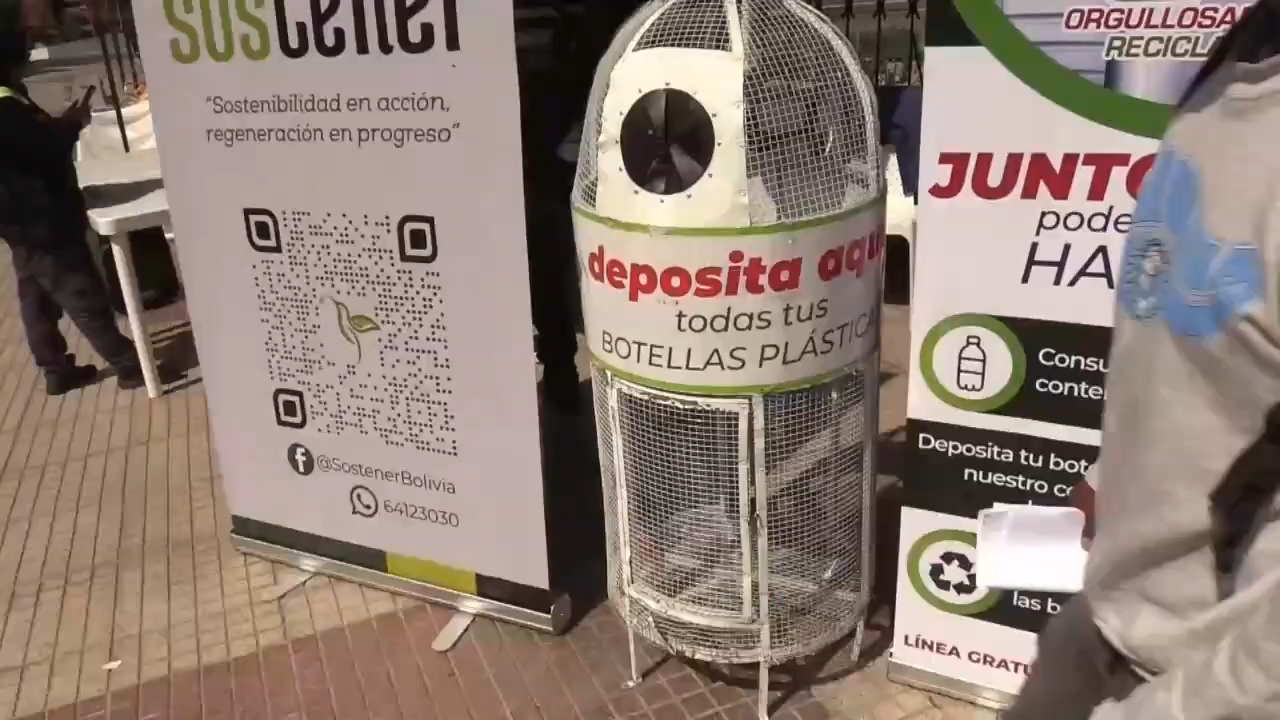 sostener
“Sostenibilidad en acción,
regeneración en progreso”
@SostenerBolivia
64123030
deposita aqu
todas tus
BOTELLAS PLÁSTICA
ORGULLOSA
RECICLA
JUNTO
pode
HA
Consu
conte
Deposita tu bot
nuestro co
las b
LÍNEA GRATU